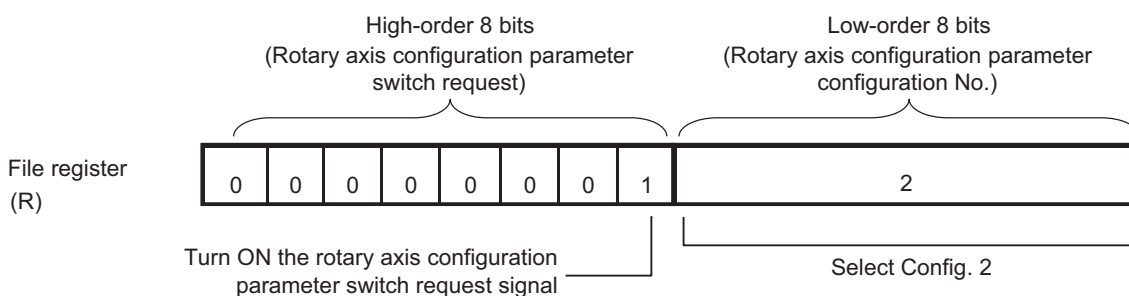 High-order 8 bits
(Rotary axis configuration parameter
switch request)
Low-order 8 bits
(Rotary axis configuration parameter
configuration No.)
File register
(R)
0 0 0 0 0 0 0 1 2
Turn ON the rotary axis configuration
parameter switch request signal
Select Config. 2